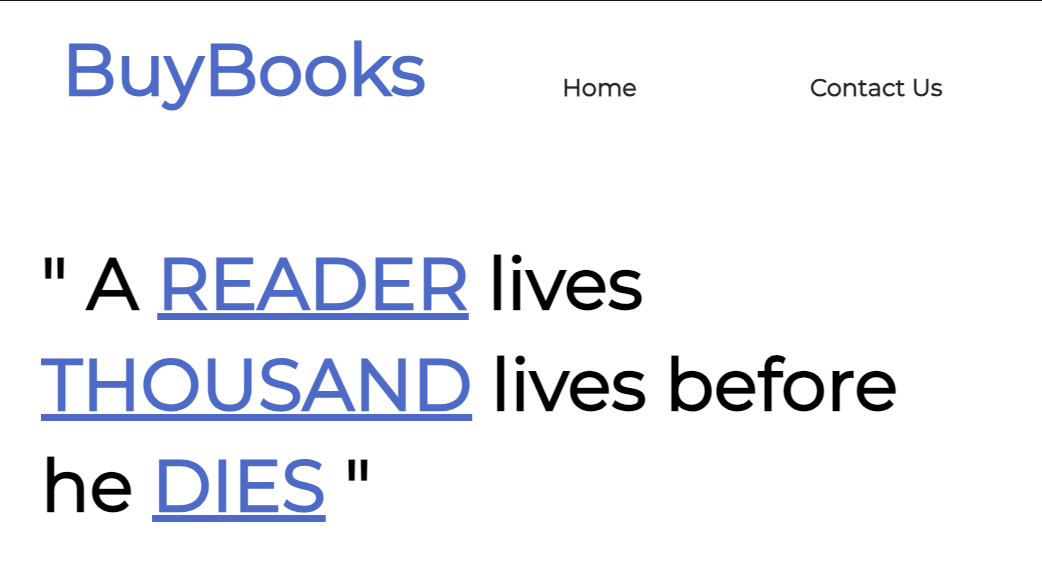 BuyBooks
Home
Contact Us
" A READER lives
THOUSAND lives before
he DIES "